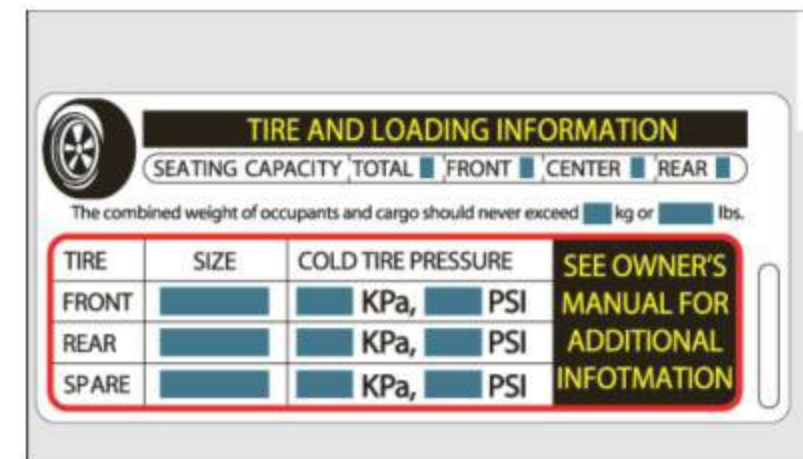 TIRE AND LOADING INFORMATION
SEATING CAPACITY TOTAL FRONT CENTER REAR
The combined weight of occupants and cargo should never exceed kg or lbs.
TIRE SIZE COLD TIRE PRESSURE
FRONT KPa, PSI
REAR KPa, PSI
SPARE KPa, PSI
SEE OWNER'S
MANUAL FOR
ADDITIONAL
INFOTMATION